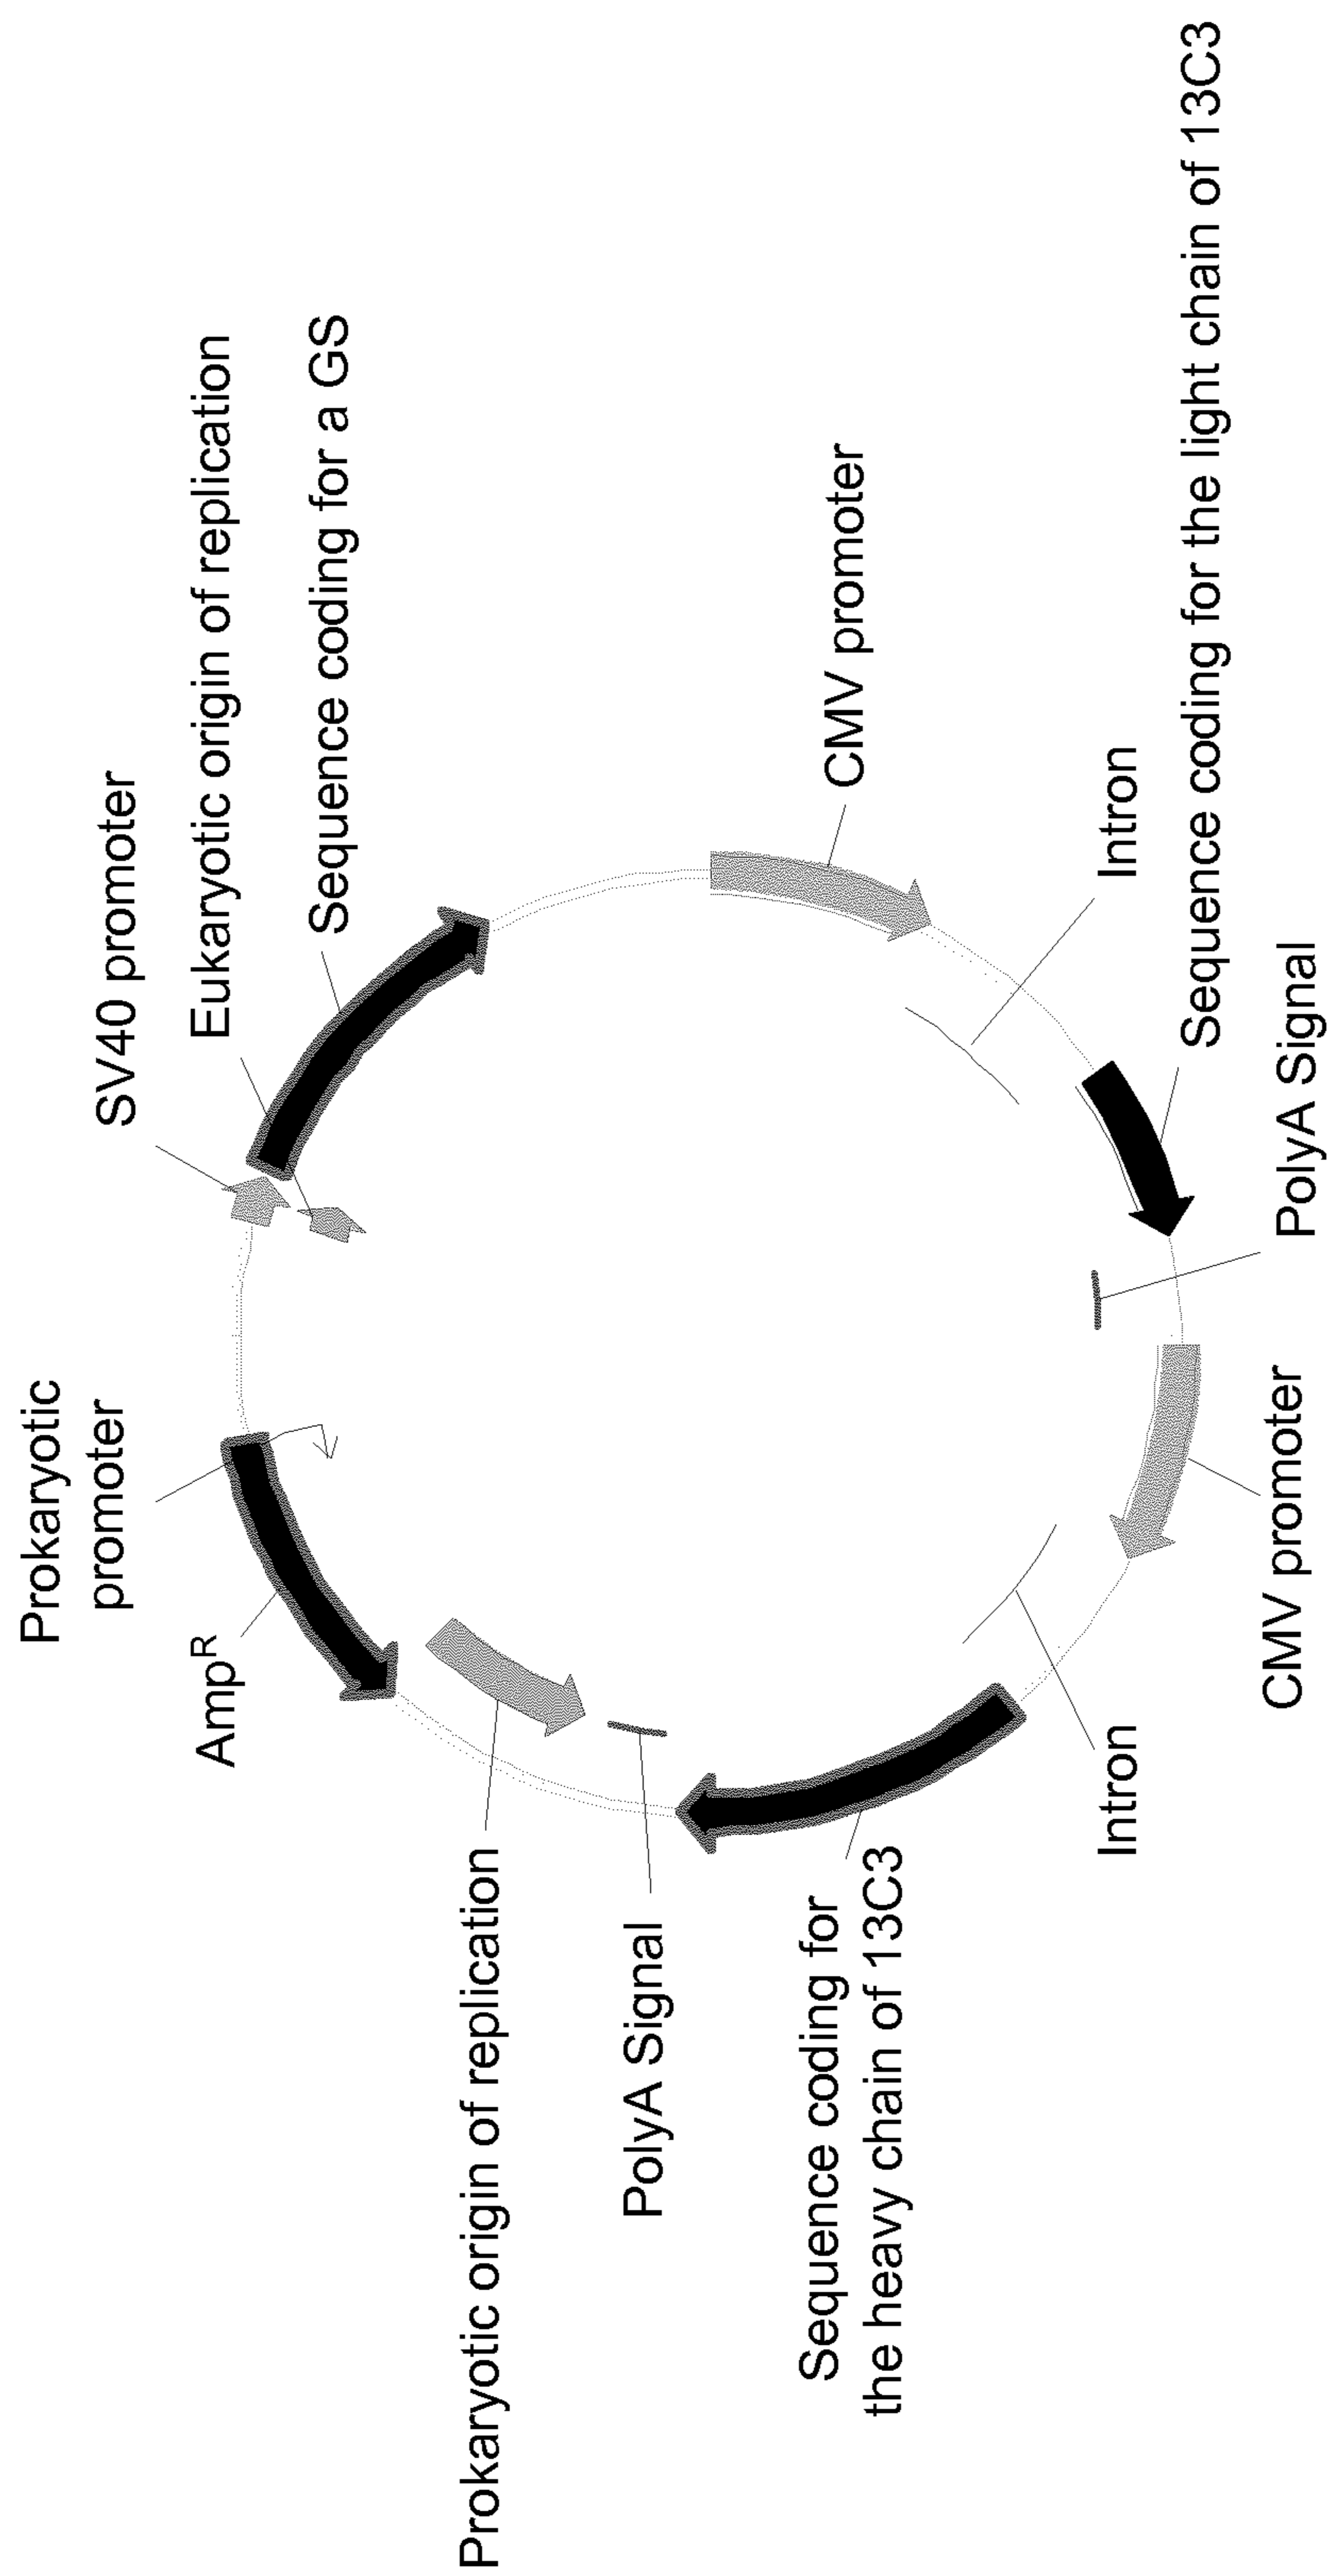 Prokaryotic
promoter
SV40 promoter
Eukaryotic origin of replication
Sequence coding for a GS
Amp^R
Prokaryotic origin of replication
PolyA Signal
CMV promoter
Sequence coding for
the heavy chain of 13C3
Intron
Intron
Sequence coding for the light chain of 13C3
CMV promoter
PolyA Signal